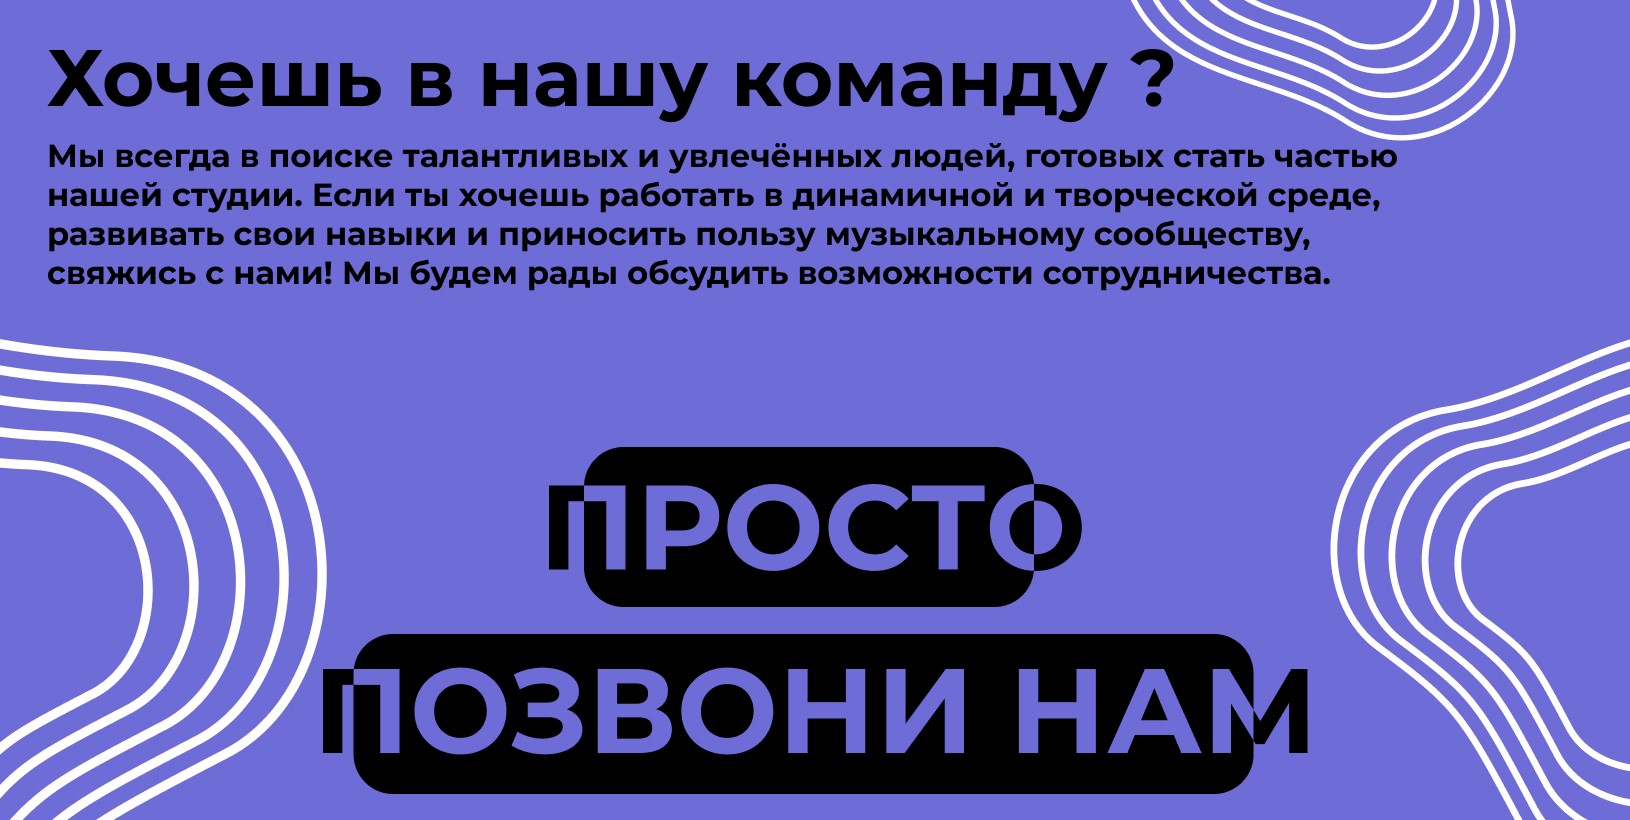 Хочешь в нашу команду ?
Мы всегда в поиске талантливых и увлечённых людей, готовых стать частью
нашей студии. Если ты хочешь работать в динамичной и творческой среде,
развивать свои навыки и приносить пользу музыкальному сообществу,
свяжись с нами! Мы будем рады обсудить возможности сотрудничества.
ПРОСТО
ПОЗВОНИ НАМ